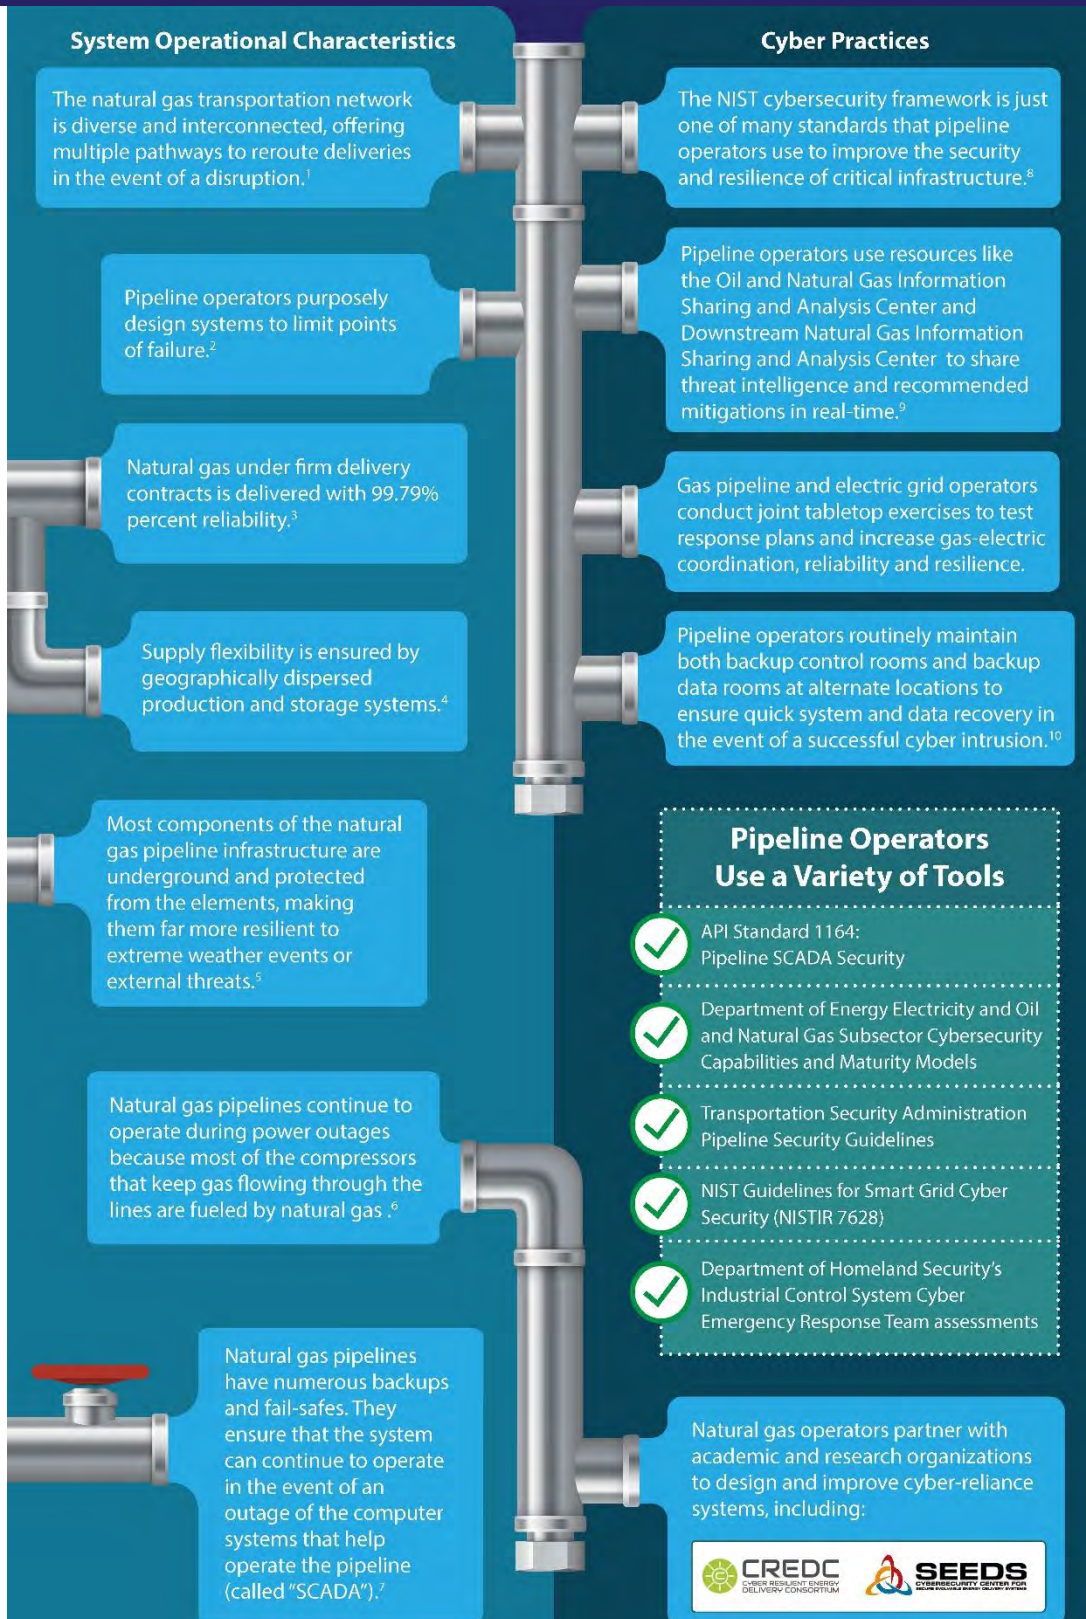 System Operational Characteristics
The natural gas transportation network
is diverse and interconnected, offering
multiple pathways to reroute deliveries
in the event of a disruption.¹
Pipeline operators purposely
design systems to limit points
of failure.²
Natural gas under firm delivery
contracts is delivered with 99.79%
percent reliability.³
Supply flexibility is ensured by
geographically dispersed
production and storage systems.⁴
Most components of the natural
gas pipeline infrastructure are
underground and protected
from the elements, making
them far more resilient to
extreme weather events or
external threats.⁵
Natural gas pipelines continue to
operate during power outages
because most of the compressors
that keep gas flowing through the
lines are fueled by natural gas .⁶
Natural gas pipelines
have numerous backups
and fail-safes. They
ensure that the system
can continue to operate
in the event of an
outage of the computer
systems that help
operate the pipeline
(called "SCADA").⁷
Cyber Practices
The NIST cybersecurity framework is just
one of many standards that pipeline
operators use to improve the security
and resilience of critical infrastructure.⁸
Pipeline operators use resources like
the Oil and Natural Gas Information
Sharing and Analysis Center and
Downstream Natural Gas Information
Sharing and Analysis Center to share
threat intelligence and recommended
mitigations in real-time.⁹
Gas pipeline and electric grid operators
conduct joint tabletop exercises to test
response plans and increase gas-electric
coordination, reliability and resilience.
Pipeline operators routinely maintain
both backup control rooms and backup
data rooms at alternate locations to
ensure quick system and data recovery in
the event of a successful cyber intrusion.¹⁰
Pipeline Operators
Use a Variety of Tools
API Standard 1164:
Pipeline SCADA Security
Department of Energy Electricity and Oil
and Natural Gas Subsector Cybersecurity
Capabilities and Maturity Models
Transportation Security Administration
Pipeline Security Guidelines
NIST Guidelines for Smart Grid Cyber
Security (NISTIR 7628)
Department of Homeland Security's
Industrial Control System Cyber
Emergency Response Team assessments
Natural gas operators partner with
academic and research organizations
to design and improve cyber-reliance
systems, including:
CREDC
CYBER RESILIENT ENERGY
DELIVERY CONSORTIUM
SEEDS
CYBERSECURITY CENTER FOR
SECURE EVOLVABLE ENERGY DELIVERY SYSTEMS